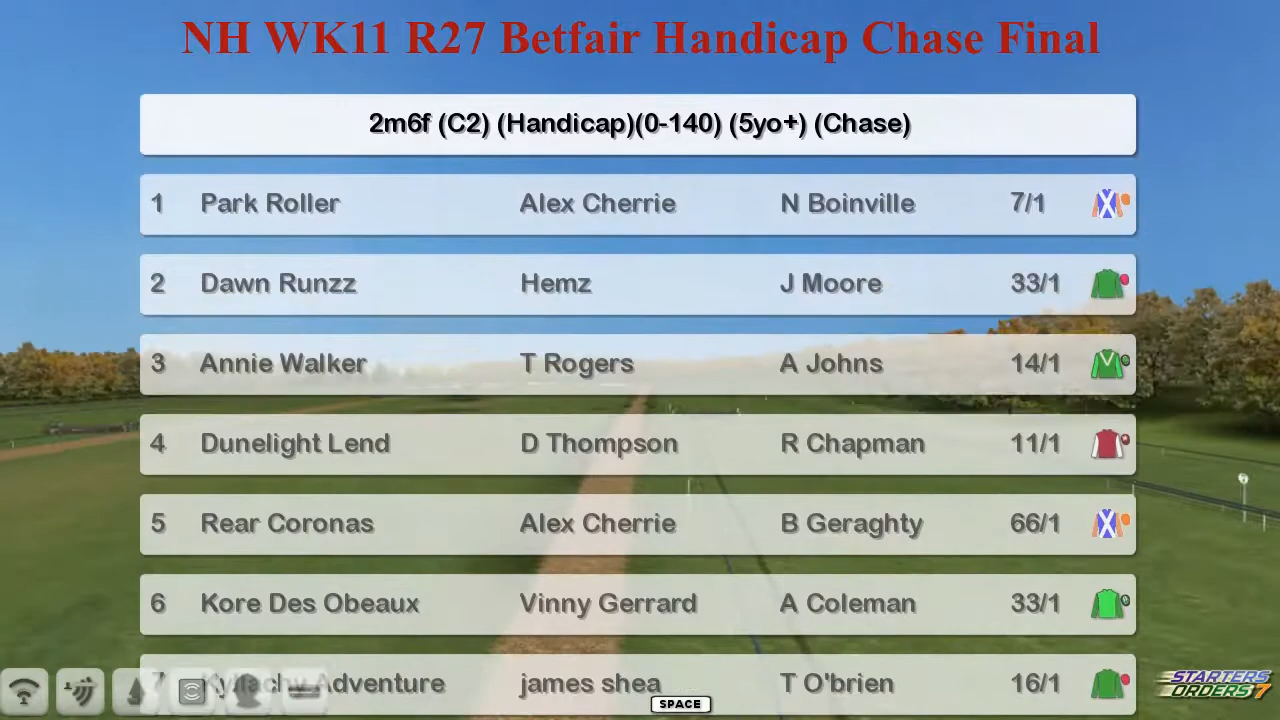 NH WK11 R27 Betfair Handicap Chase Final
2m6f (C2) (Handicap)(0-140) (5yo+) (Chase)
1 Park Roller Alex Cherrie N Boinville 7/1
2 Dawn Runzz Hemz J Moore 33/1
3 Annie Walker T Rogers A Johns 14/1
4 Dunelight Lend D Thompson R Chapman 11/1
5 Rear Coronas Alex Cherrie B Geraghty 66/1
6 Kore Des Obeaux Vinny Gerrard A Coleman 33/1
7 Kyllachy Adventure james shea T O'brien 16/1
SPACE
STARTERS
ORDERS 7